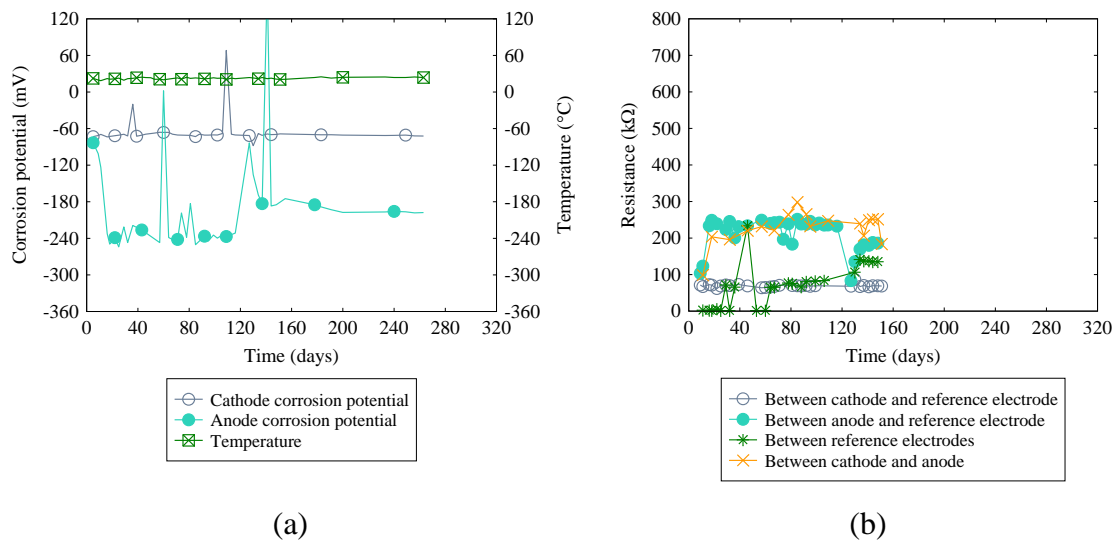 120
60
0
-60
-120
-180
-240
-300
-360
Corrosion potential (mV)
0 40 80 120 160 200 240 280 320
Time (days)
120
60
0
-60
-120
-180
-240
-300
-360
Temperature (°C)
Cathode corrosion potential
Anode corrosion potential
Temperature
(a)
800
700
600
500
400
300
200
100
0
Resistance (kΩ)
0 40 80 120 160 200 240 280 320
Time (days)
Between cathode and reference electrode
Between anode and reference electrode
Between reference electrodes
Between cathode and anode
(b)